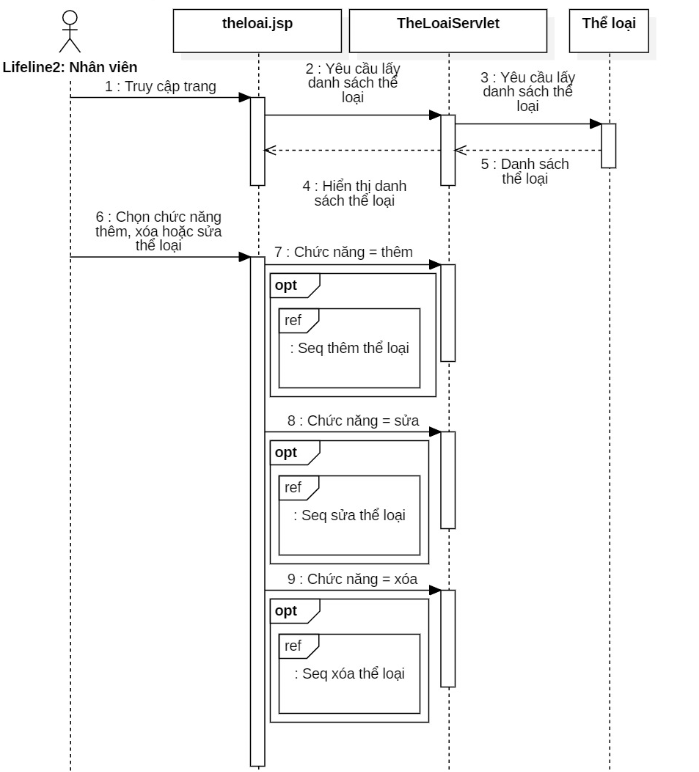 theloai.jsp
TheLoaiServlet
Thể loại
Lifeline2: Nhân viên
1 : Truy cập trang
2 : Yêu cầu lấy
danh sách thể
loại
3 : Yêu cầu lấy
danh sách thể
loại
4 : Hiển thị danh
sách thể loại
5 : Danh sách
thể loại
6 : Chọn chức năng
thêm, xóa hoặc sửa
thể loại
7 : Chức năng = thêm
opt
ref
: Seq thêm thể loại
8 : Chức năng = sửa
opt
ref
: Seq sửa thể loại
9 : Chức năng = xóa
opt
ref
: Seq xóa thể loại